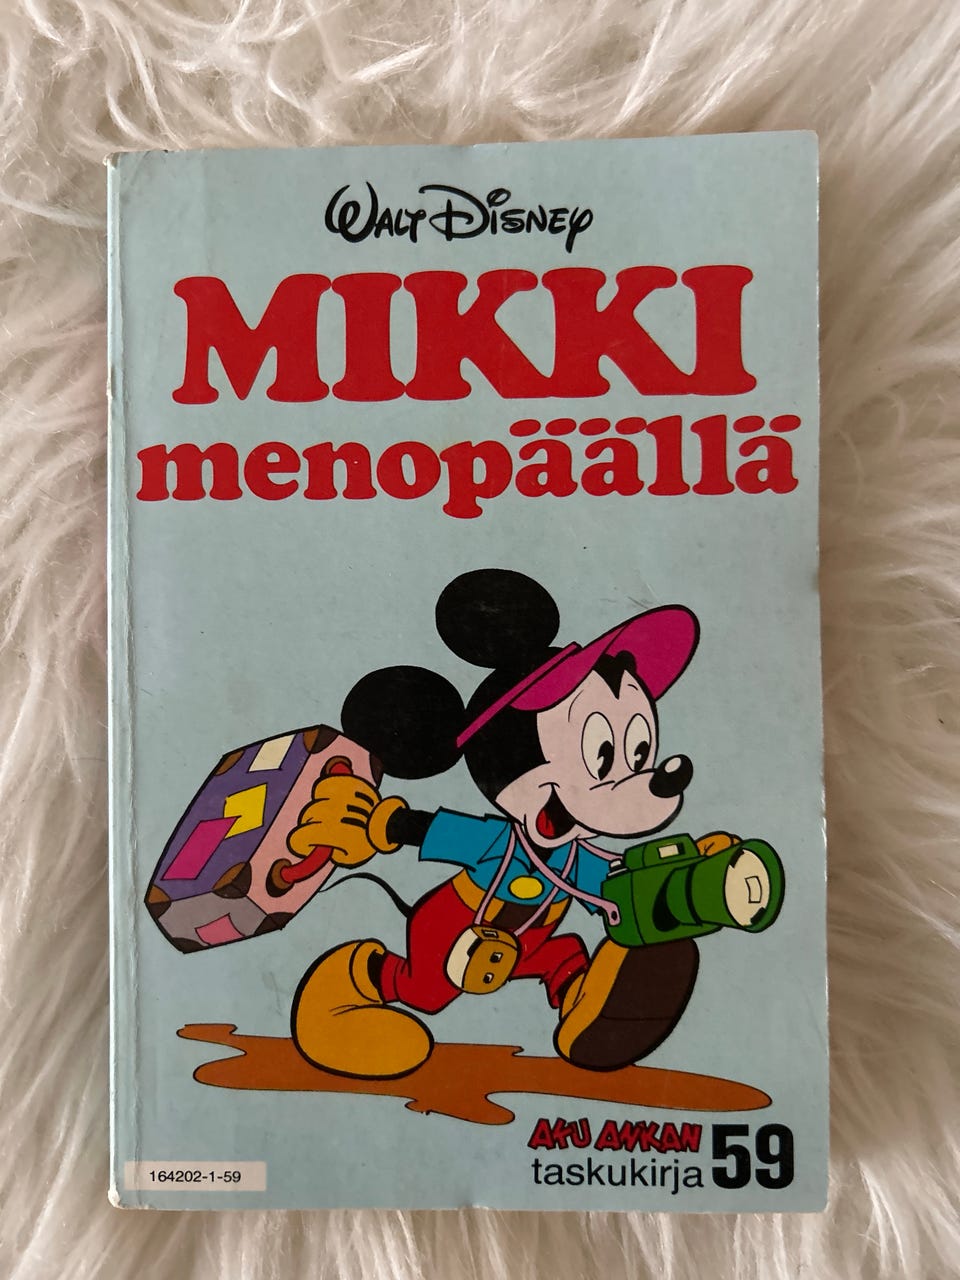 WALT DISNEY
MIKKI
menopäällä
AKU ANKAN
taskukirja 59
164202-1-59